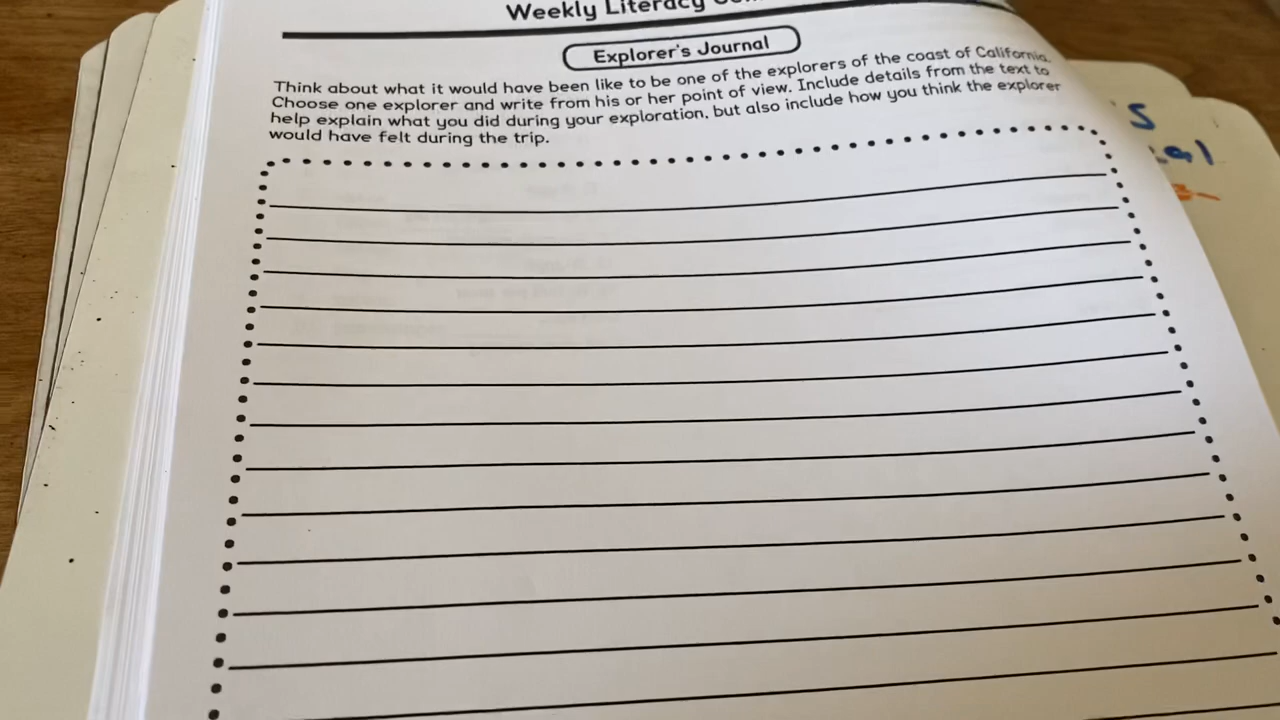 Weekly Literacy
Explorer's Journal
Think about what it would have been like to be one of the explorers of the coast of California.
Choose one explorer and write from his or her point of view. Include details from the text to
help explain what you did during your exploration, but also include how you think the explorer
would have felt during the trip.